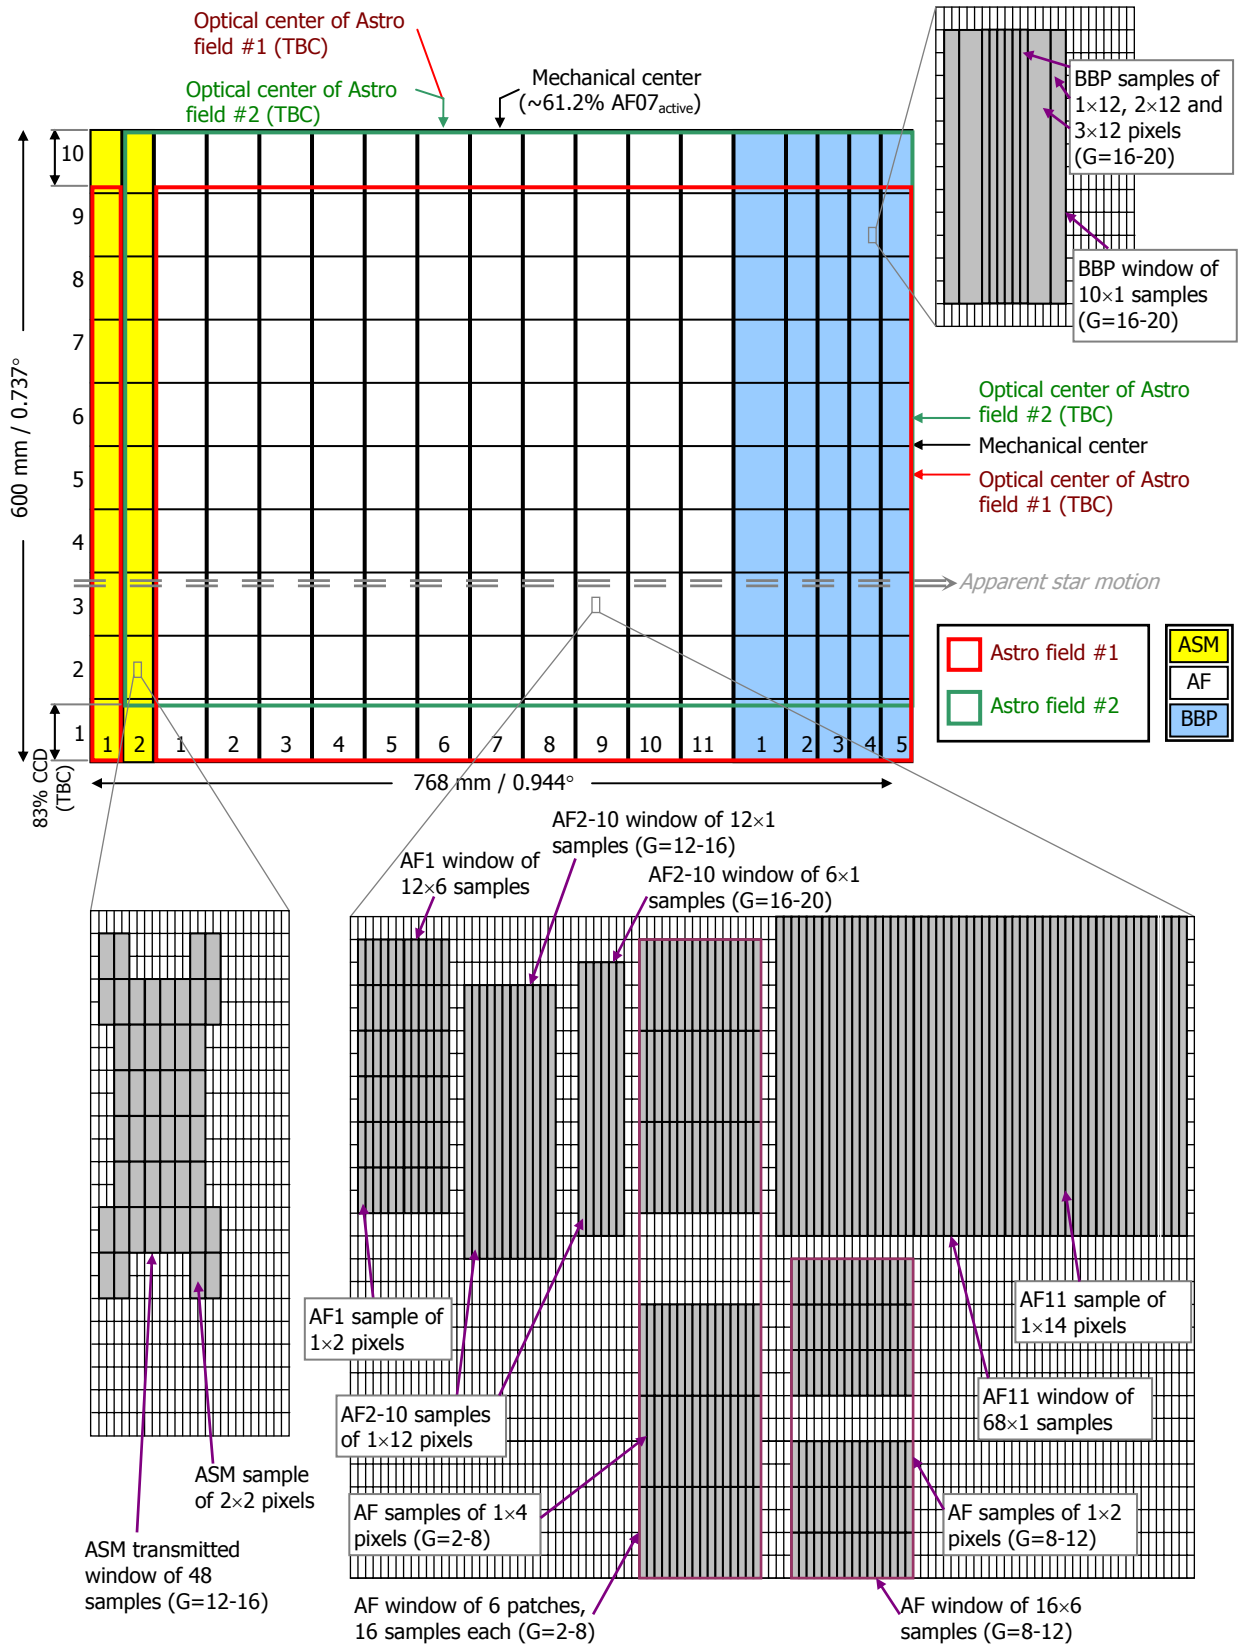 Optical center of Astro
field #1 (TBC)
Optical center of Astro
field #2 (TBC)
Mechanical center
(~61.2% AF07active)
BBP samples of
1×12, 2×12 and
3×12 pixels
(G=16-20)
BBP window of
10×1 samples
(G=16-20)
10
9
8
7
6
5
4
3
2
1
600 mm / 0.737°
83% CCD
(TBC)
Optical center of Astro
field #2 (TBC)
Mechanical center
Optical center of Astro
field #1 (TBC)
Apparent star motion
Astro field #1
Astro field #2
ASM
AF
BBP
1 2 1 2 3 4 5 6 7 8 9 10 11 1 2 3 4 5
768 mm / 0.944°
AF2-10 window of 12×1
samples (G=12-16)
AF1 window of
12×6 samples
AF2-10 window of 6×1
samples (G=16-20)
AF1 sample of
1×2 pixels
AF11 sample of
1×14 pixels
AF2-10 samples
of 1×12 pixels
AF11 window of
68×1 samples
ASM sample
of 2×2 pixels
AF samples of 1×4
pixels (G=2-8)
AF samples of 1×2
pixels (G=8-12)
ASM transmitted
window of 48
samples (G=12-16)
AF window of 6 patches,
16 samples each (G=2-8)
AF window of 16×6
samples (G=8-12)